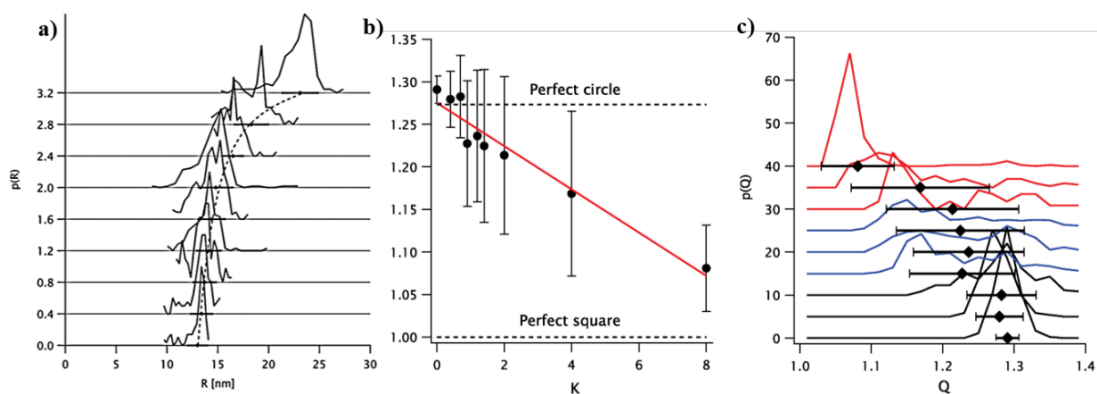 a)
p(R)
3.2
2.8
2.4
2.0
1.6
1.2
0.8
0.4
0.0
0 5 10 15 20 25 30
R [nm]
b)
1.35
1.30
1.25
1.20
1.15
1.10
1.05
1.00
Perfect circle
Perfect square
0 2 4 6 8
K
c)
p(Q)
70
60
50
40
30
20
10
0
1.0 1.1 1.2 1.3 1.4
Q